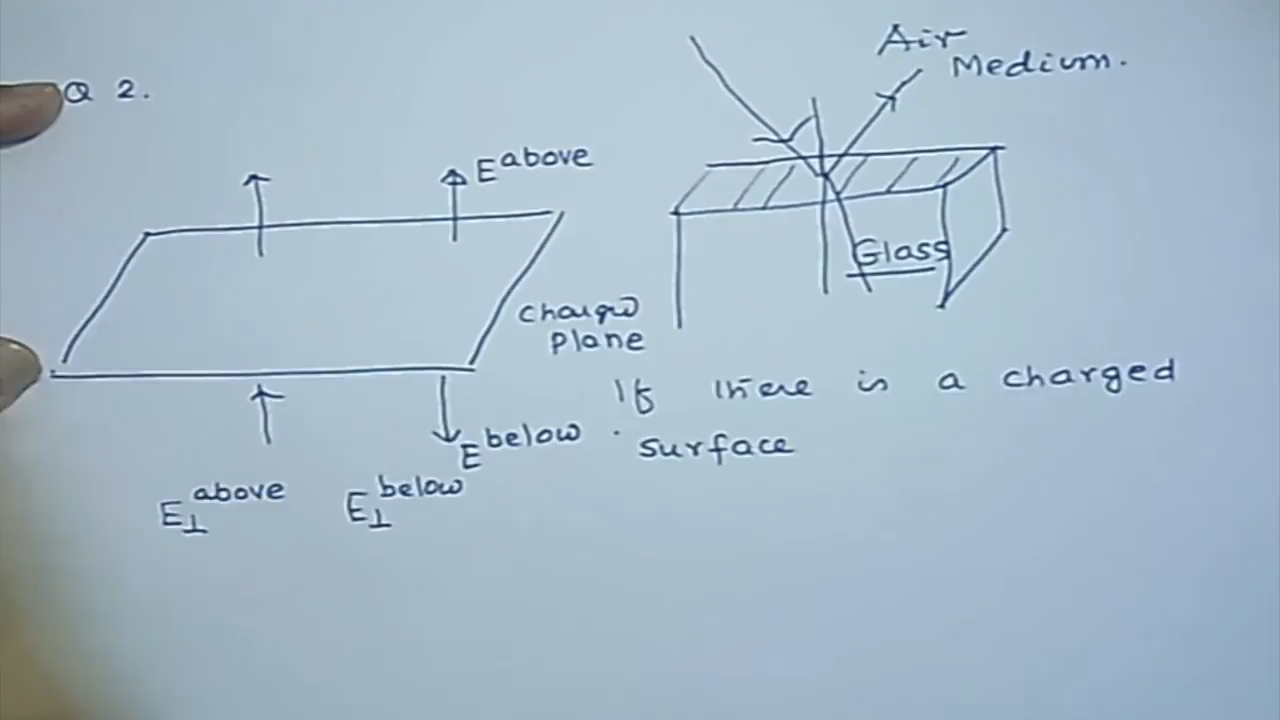 Q 2.
Air
Medium.
E^above
Glass
Charged
Plane
If there is a charged
surface
E^below
E⊥^above E⊥^below